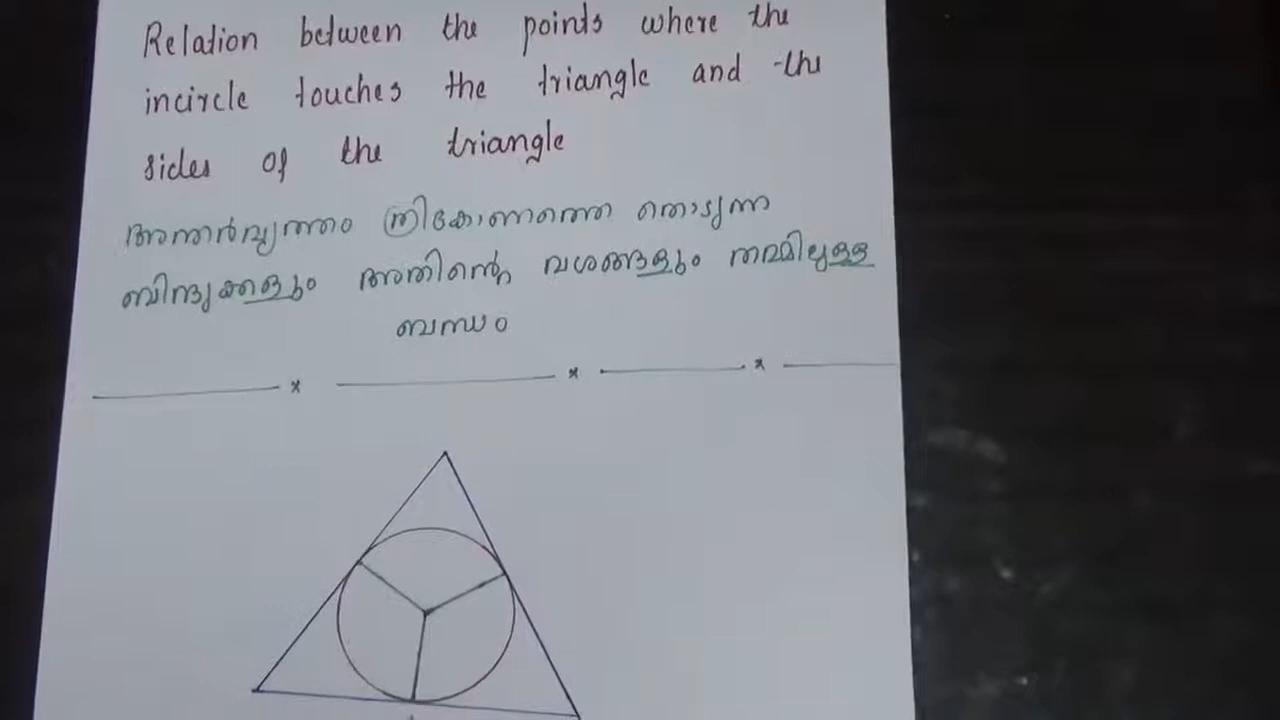 Relation between the points where the
incircle touches the triangle and the
sides of the triangle
അന്തർവൃത്തം ത്രികോണത്തെ തൊടുന്ന
ബിന്ദുക്കളും അതിന്റെ വശങ്ങളും തമ്മിലുള്ള
ബന്ധം